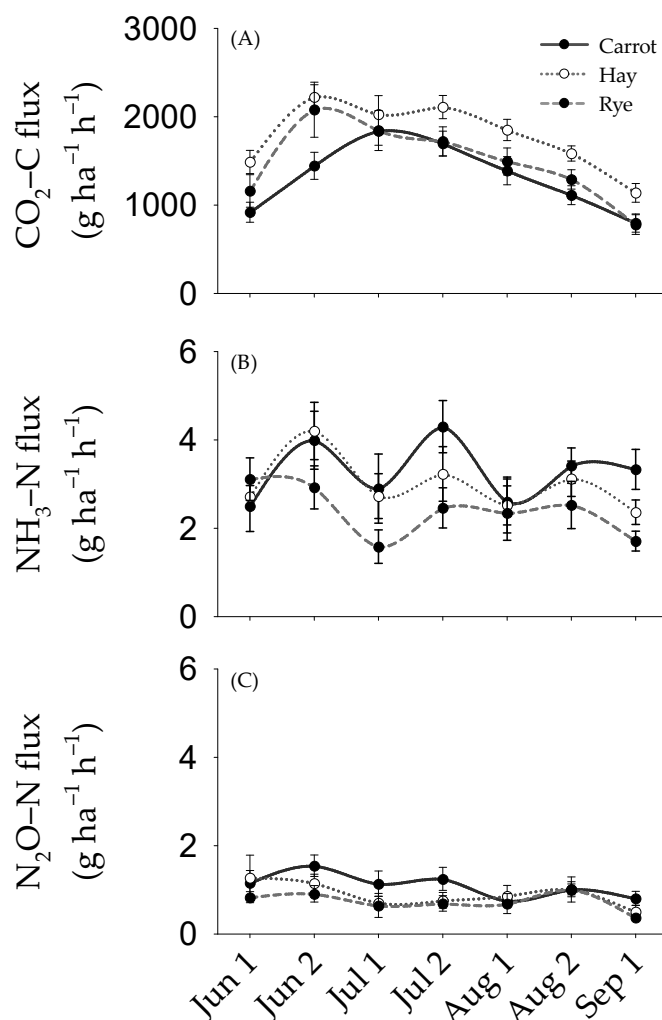 (A)
Carrot
Hay
Rye
CO₂–C flux
(g ha⁻¹ h⁻¹)
3000
2000
1000
0
(B)
NH₃–N flux
(g ha⁻¹ h⁻¹)
6
4
2
0
(C)
N₂O–N flux
(g ha⁻¹ h⁻¹)
6
4
2
0
Jun 1
Jun 2
Jul 1
Jul 2
Aug 1
Aug 2
Sep 1